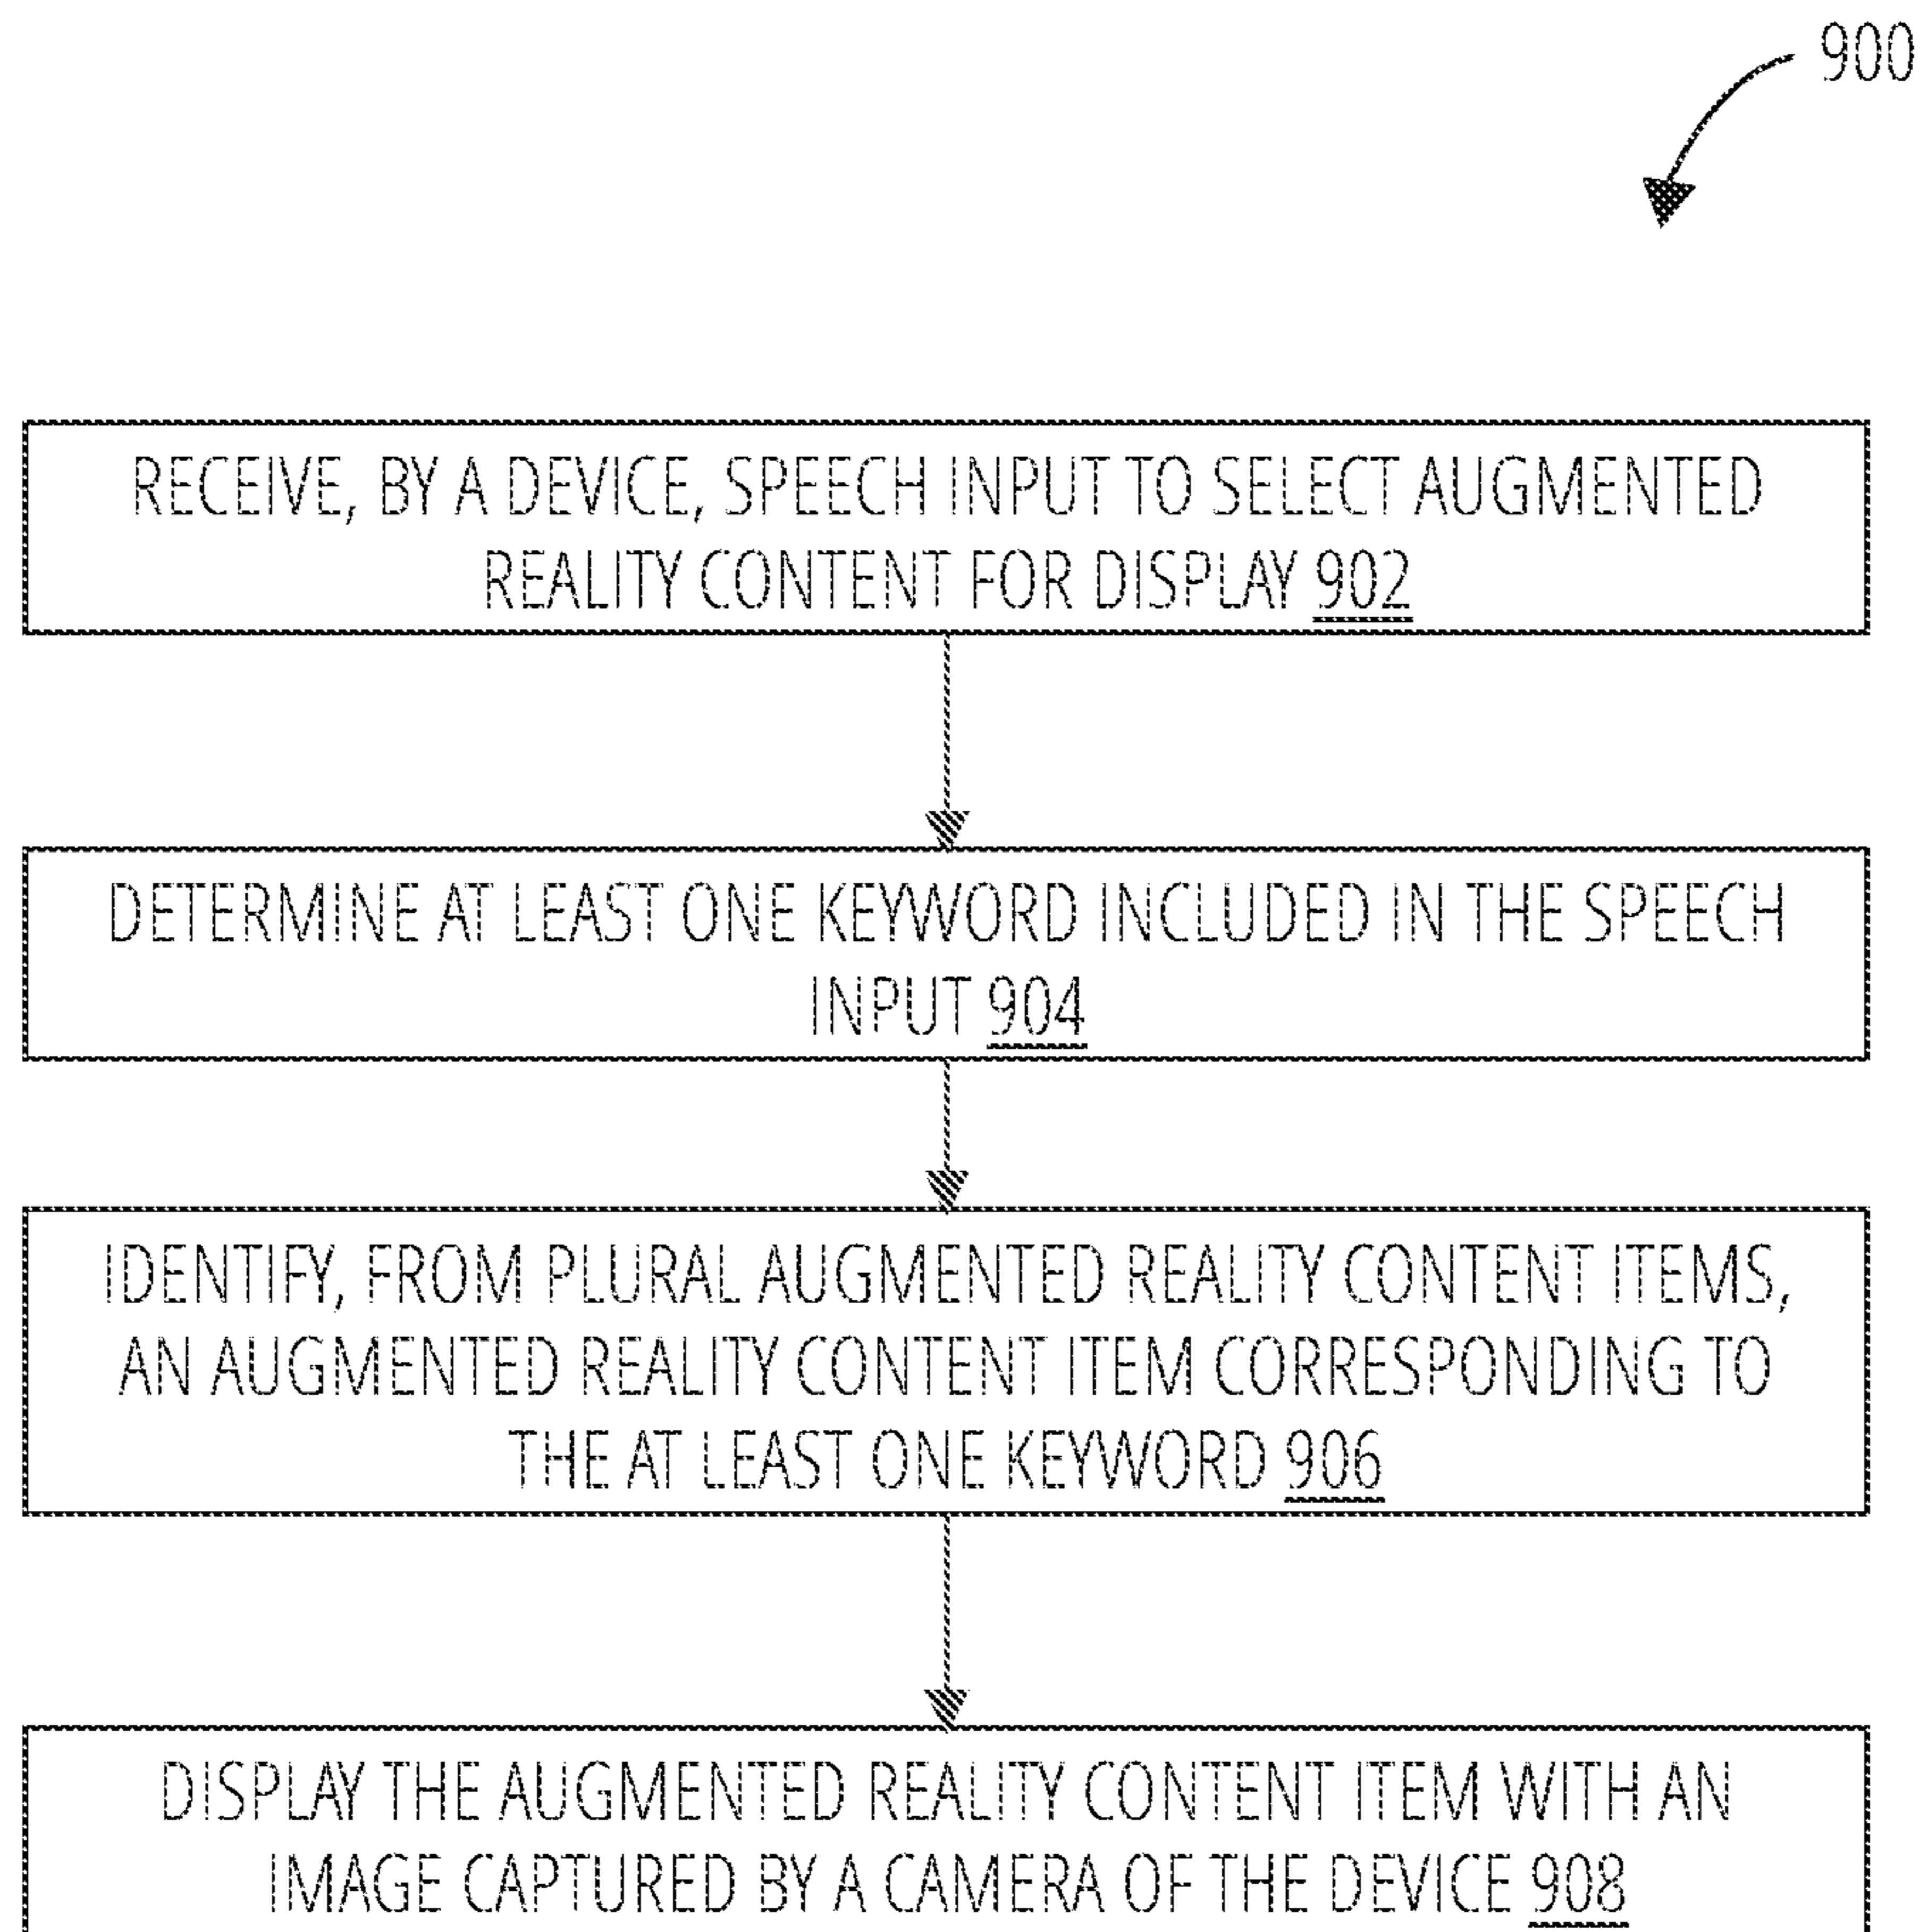 900
RECEIVE, BY A DEVICE, SPEECH INPUT TO SELECT AUGMENTED
REALITY CONTENT FOR DISPLAY 902
DETERMINE AT LEAST ONE KEYWORD INCLUDED IN THE SPEECH
INPUT 904
IDENTIFY, FROM PLURAL AUGMENTED REALITY CONTENT ITEMS,
AN AUGMENTED REALITY CONTENT ITEM CORRESPONDING TO
THE AT LEAST ONE KEYWORD 906
DISPLAY THE AUGMENTED REALITY CONTENT ITEM WITH AN
IMAGE CAPTURED BY A CAMERA OF THE DEVICE 908